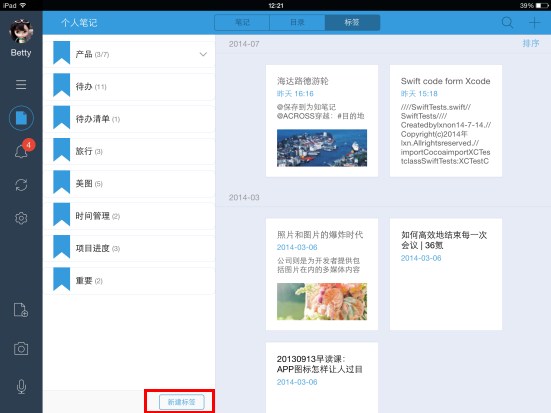 iPad
12:21
39%
个人笔记
笔记
目录
标签
Betty
4
产品 (3/7)
待办 (11)
待办清单 (1)
旅行 (3)
美图 (5)
时间管理 (2)
项目进度 (3)
重要 (2)
新建标签
2014-07
排序
海达路德游轮
昨天 16:16
@保存到为知笔记
@ACROSS穿越：#目的地
Swift code form Xcode
昨天 15:18
////SwiftTests.swift//
SwiftTests////
Createdbylxnon14-7-14.//
Copyright(c)2014年
lxn.Allrightsreserved.//
importCocoaimportXCTes
tclassSwiftTests:XCTestC
2014-03
照片和图片的爆炸时代
2014-03-06
公司则是为开发者提供包
括图片在内的多媒体内容
如何高效地结束每一次
会议 | 36氪
2014-03-06
20130913早读课：
APP图标怎样让人过目